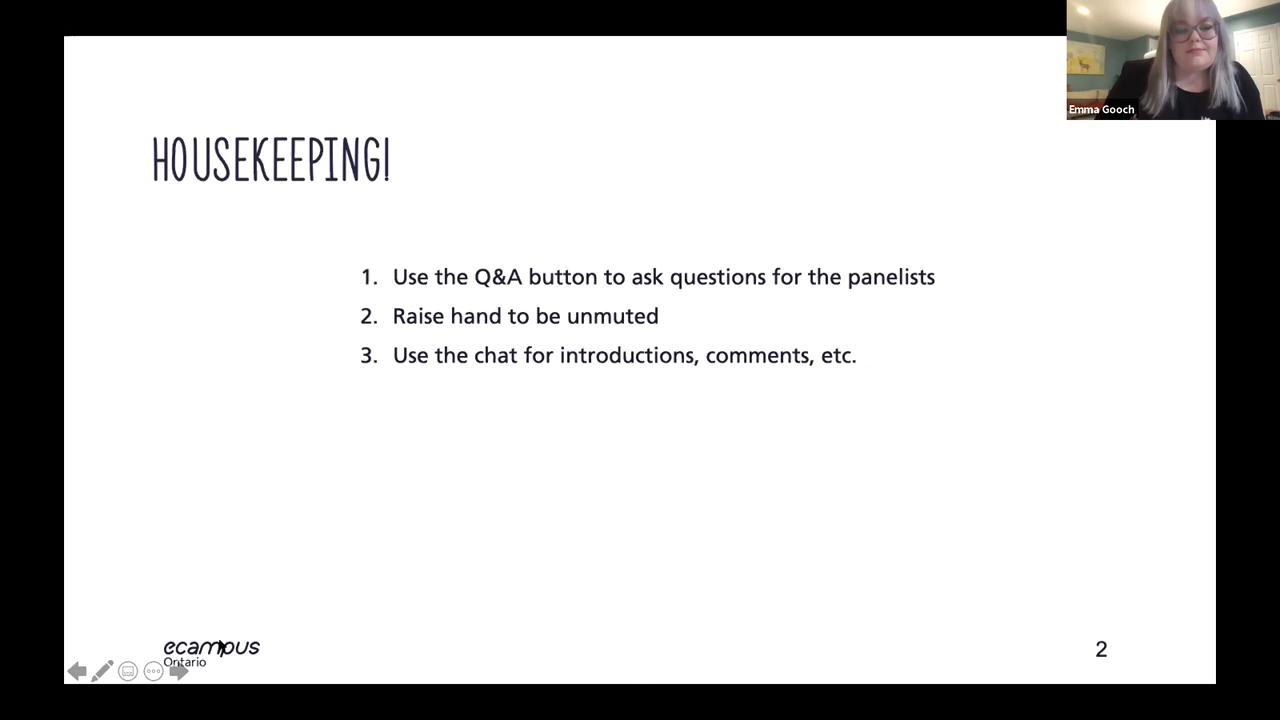 Emma Gooch
HOUSEKEEPING!
1. Use the Q&A button to ask questions for the panelists
2. Raise hand to be unmuted
3. Use the chat for introductions, comments, etc.
ecampus
Ontario
2